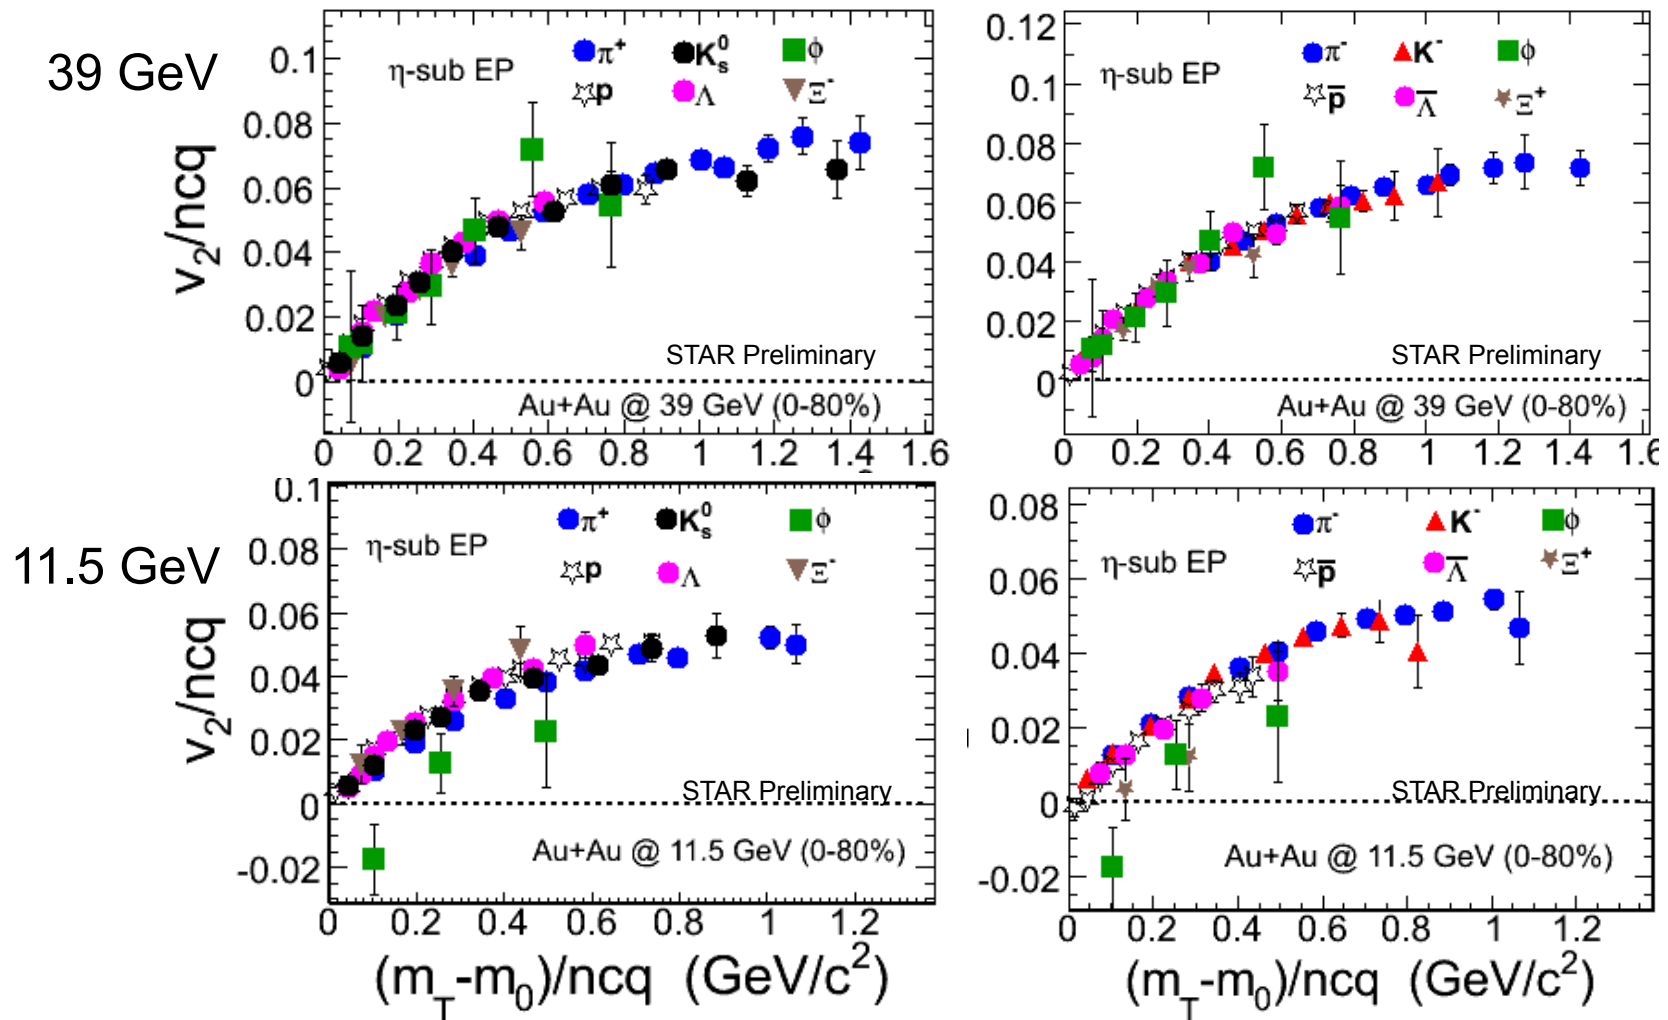 39 GeV
v₂/ncq
η-sub EP
π⁺ K⁰ₛ ϕ
p Λ Ξ⁻
0.1
0.08
0.06
0.04
0.02
0
STAR Preliminary
Au+Au @ 39 GeV (0-80%)
0 0.2 0.4 0.6 0.8 1 1.2 1.4 1.6
η-sub EP
π⁻ K⁻ ϕ
p̅ Λ̅ Ξ⁺
0.12
0.1
0.08
0.06
0.04
0.02
0
STAR Preliminary
Au+Au @ 39 GeV (0-80%)
0 0.2 0.4 0.6 0.8 1 1.2 1.4 1.6
11.5 GeV
v₂/ncq
η-sub EP
π⁺ K⁰ₛ ϕ
p Λ Ξ⁻
0.1
0.08
0.06
0.04
0.02
0
-0.02
STAR Preliminary
Au+Au @ 11.5 GeV (0-80%)
0 0.2 0.4 0.6 0.8 1 1.2
(m_T-m₀)/ncq (GeV/c²)
η-sub EP
π⁻ K⁻ ϕ
p̅ Λ̅ Ξ⁺
0.08
0.06
0.04
0.02
0
-0.02
STAR Preliminary
Au+Au @ 11.5 GeV (0-80%)
0 0.2 0.4 0.6 0.8 1 1.2
(m_T-m₀)/ncq (GeV/c²)